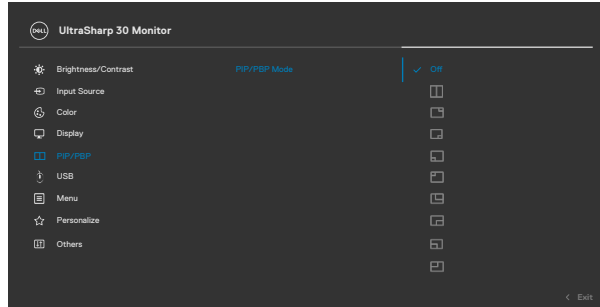 DELL UltraSharp 30 Monitor
Brightness/Contrast PIP/PBP Mode Off
Input Source
Color
Display
PIP/PBP
USB
Menu
Personalize
Others
Exit